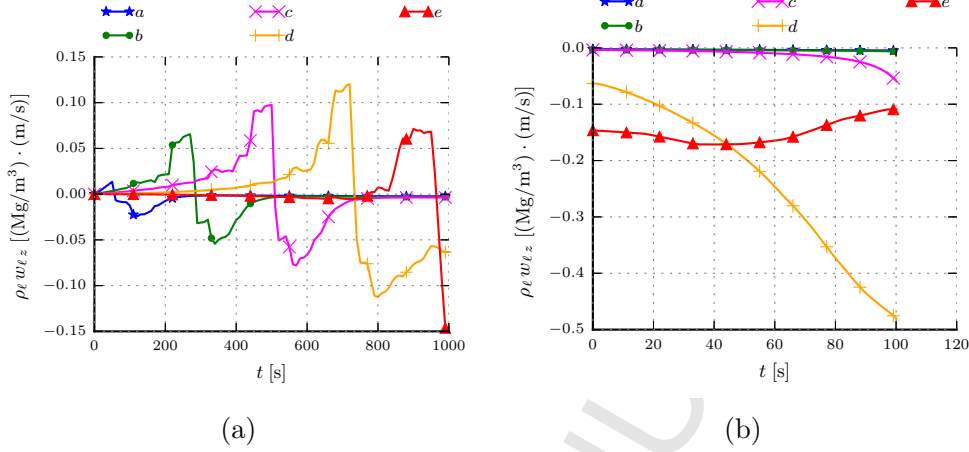 a c e
b d
0.15
0.10
0.05
0.00
−0.05
−0.10
−0.15
0 200 400 600 800 1000
t [s]
ρℓ wℓ z [(Mg/m³) · (m/s)]
(a)
a c e
b d
0.0
−0.1
−0.2
−0.3
−0.4
−0.5
0 20 40 60 80 100 120
t [s]
ρℓ wℓ z [(Mg/m³) · (m/s)]
(b)